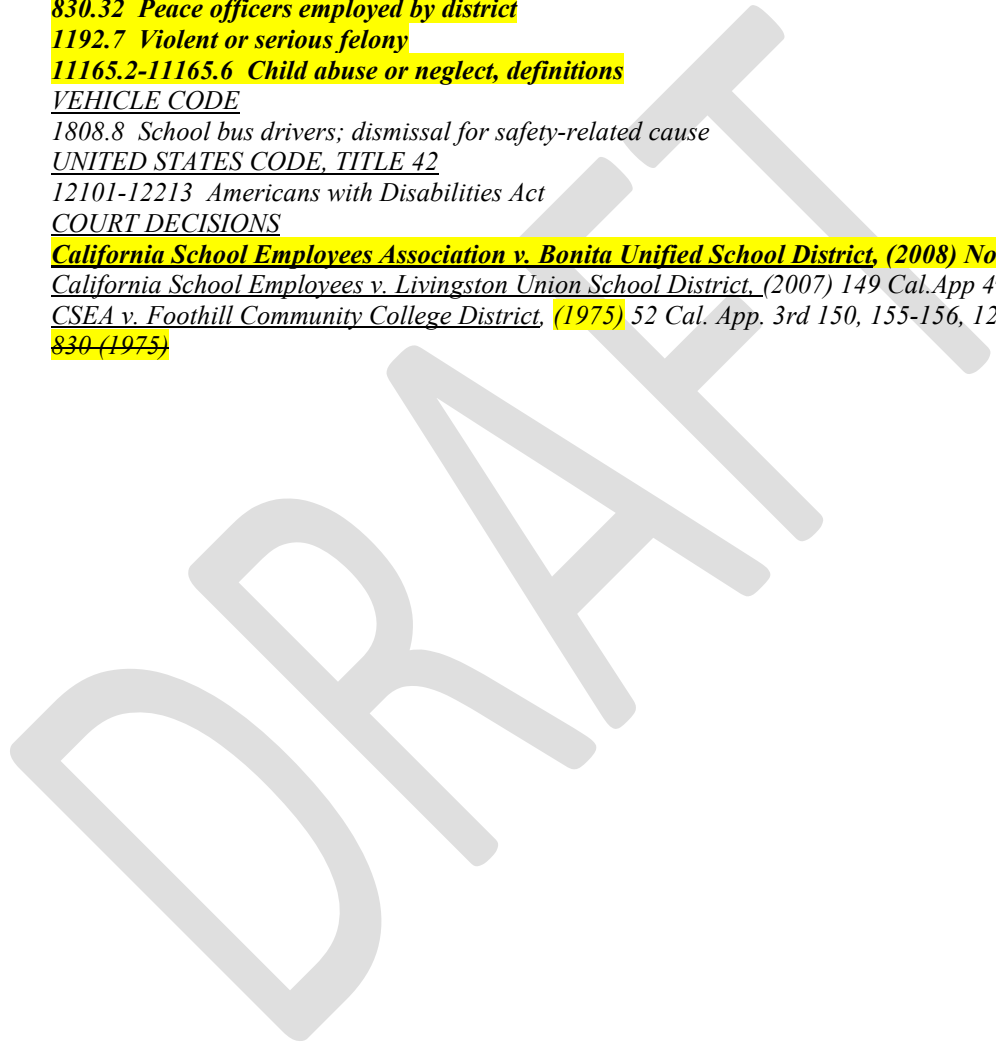 830.32 Peace officers employed by district
1192.7 Violent or serious felony
11165.2-11165.6 Child abuse or neglect, definitions
VEHICLE CODE
1808.8 School bus drivers; dismissal for safety-related cause
UNITED STATES CODE, TITLE 42
12101-12213 Americans with Disabilities Act
COURT DECISIONS
California School Employees Association v. Bonita Unified School District, (2008) No
California School Employees v. Livingston Union School District, (2007) 149 Cal.App 4
CSEA v. Foothill Community College District, (1975) 52 Cal. App. 3rd 150, 155-156, 12
830 (1975)
DRAFT